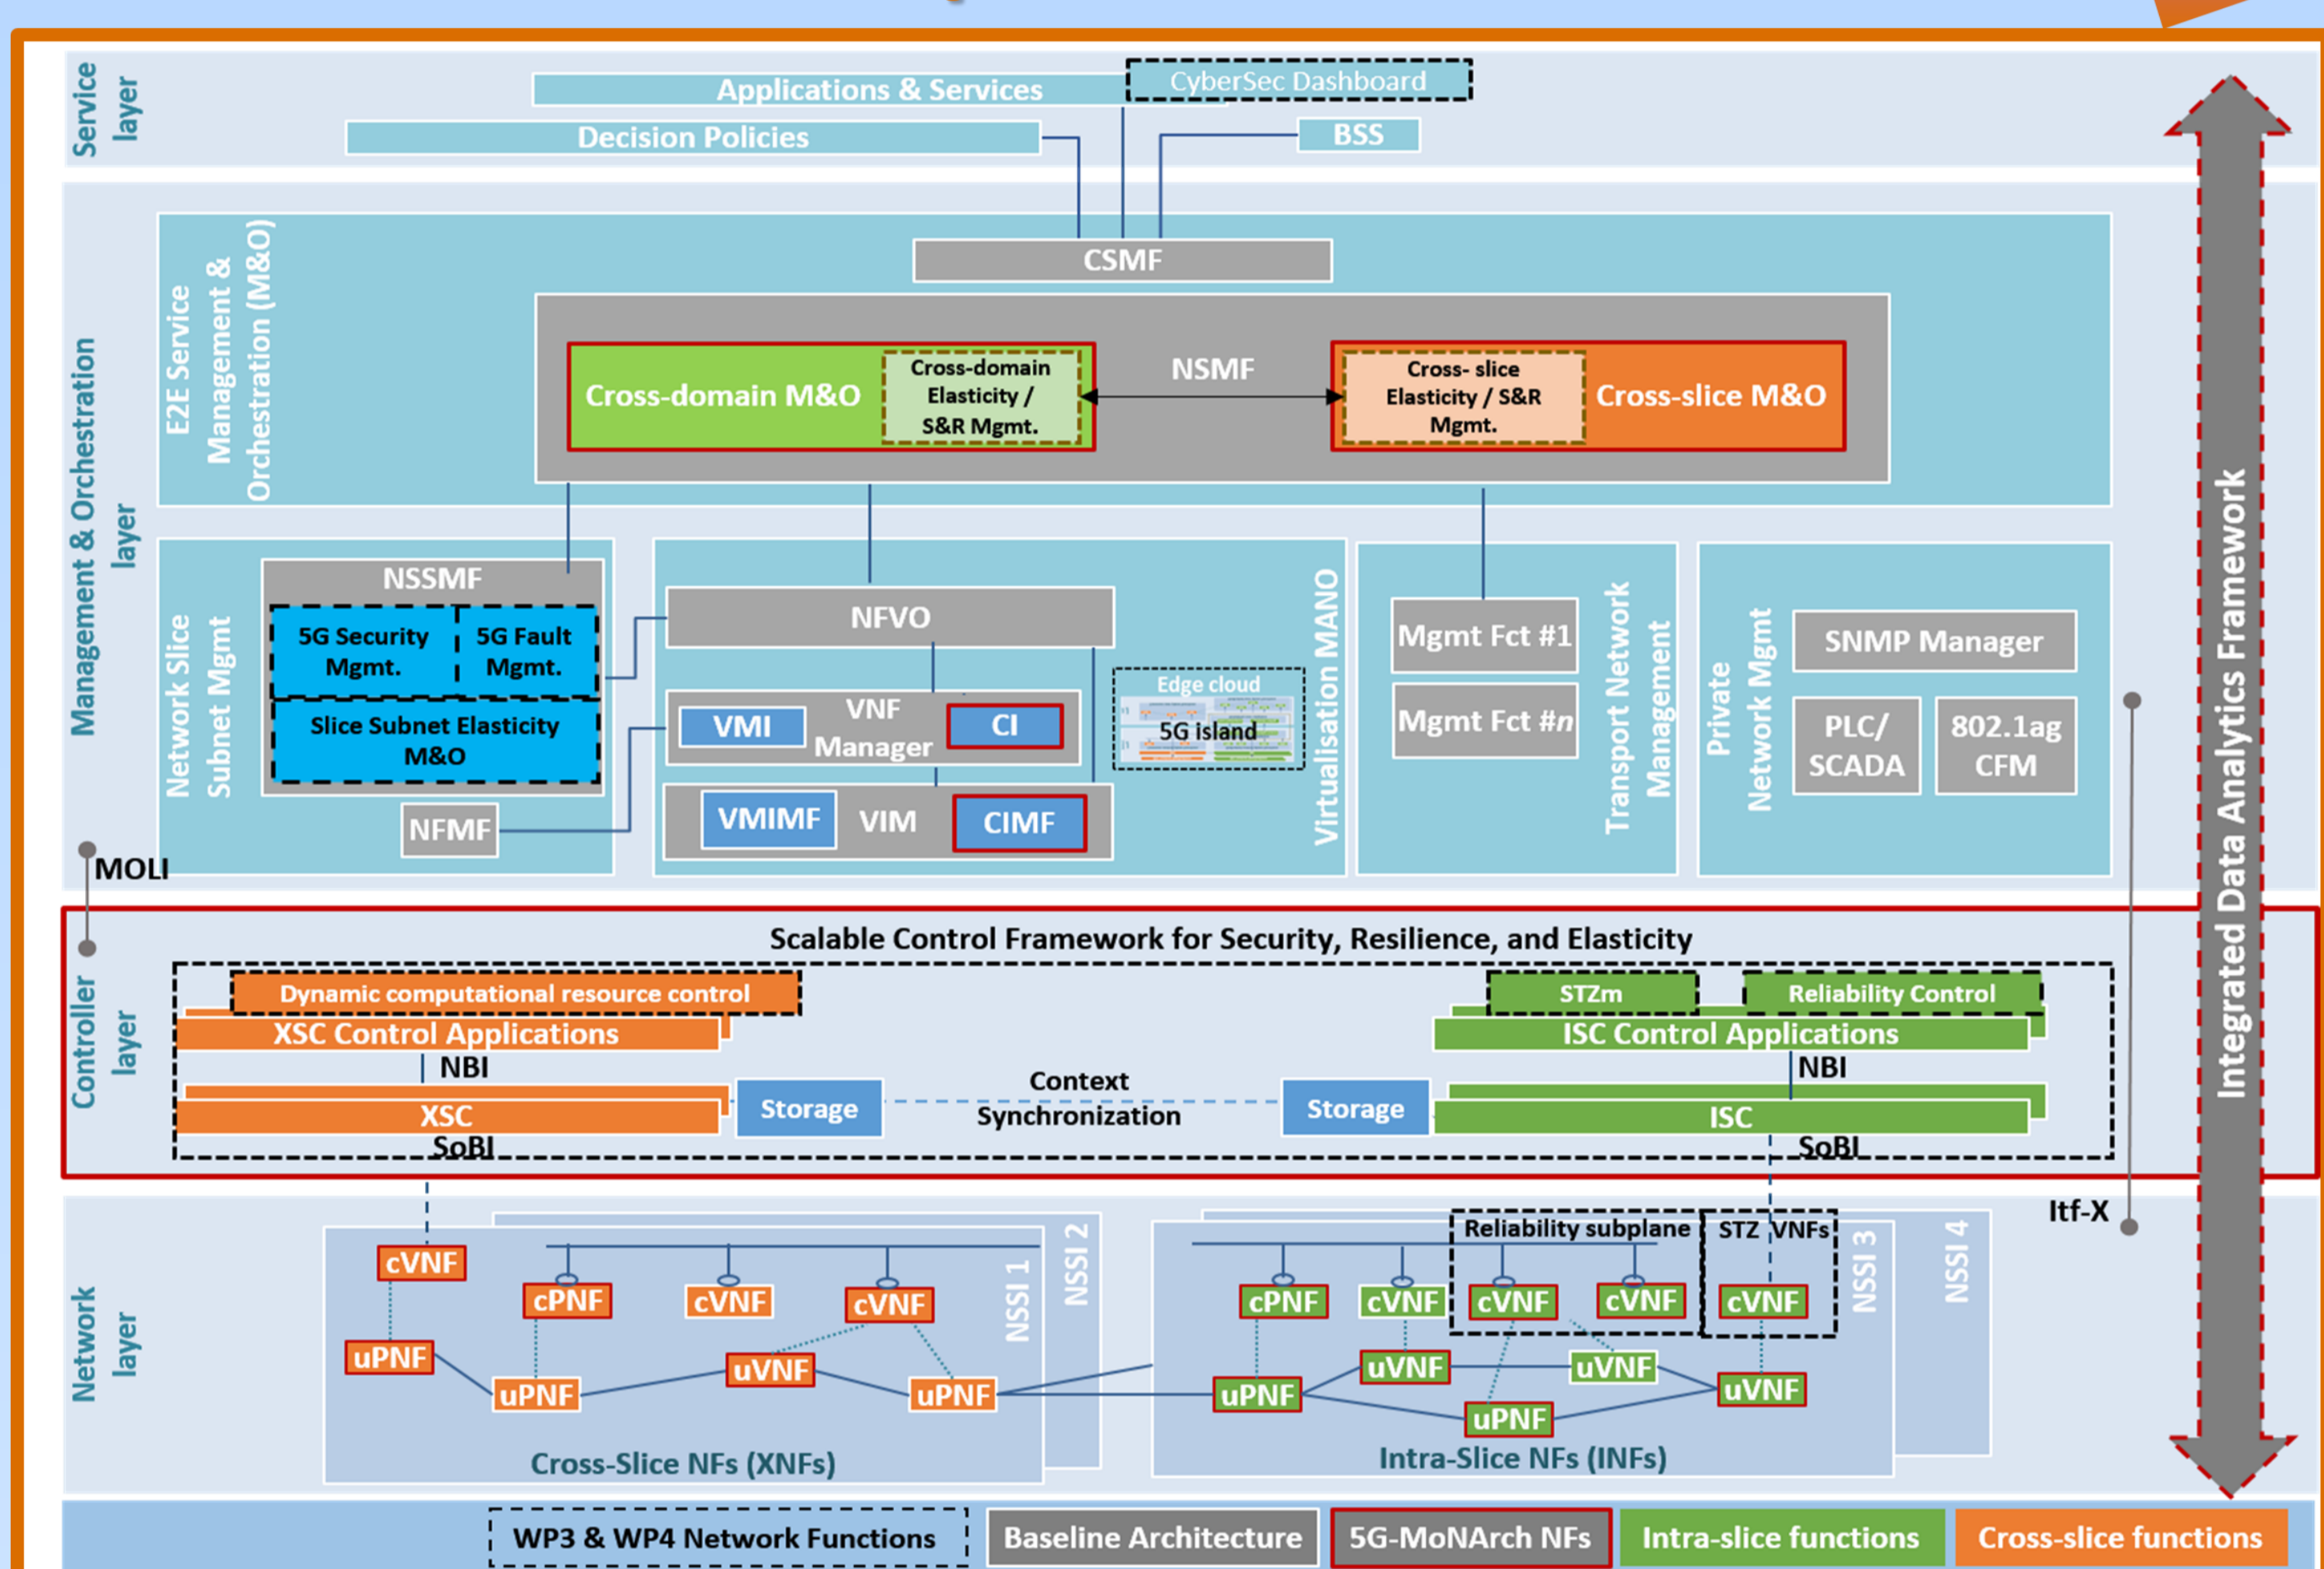 Service
layer
Applications & Services
CyberSec Dashboard
Decision Policies
BSS
Management & Orchestration
layer
E2E Service
Management &
Orchestration (M&O)
CSMF
NSMF
Cross-domain M&O
Cross-domain
Elasticity /
S&R Mgmt.
Cross- slice
Elasticity / S&R
Mgmt.
Cross-slice M&O
Network Slice
Subnet Mgmt
NSSMF
5G Security
Mgmt.
5G Fault
Mgmt.
Slice Subnet Elasticity
M&O
NFMF
NFVO
VMI
VNF
Manager
CI
VMIMF
VIM
CIMF
Edge cloud
5G island
Virtualisation MANO
Mgmt Fct #1
Mgmt Fct #n
Transport Network
Management
Private
Network Mgmt
SNMP Manager
PLC/
SCADA
802.1ag
CFM
MOLI
Integrated Data Analytics Framework
Controller
layer
Scalable Control Framework for Security, Resilience, and Elasticity
Dynamic computational resource control
XSC Control Applications
NBI
XSC
SoBI
Storage
Context
Synchronization
Storage
STZm
Reliability Control
ISC Control Applications
NBI
ISC
SoBI
Itf-X
Network
layer
cVNF
cPNF
cVNF
cVNF
uPNF
uPNF
uVNF
uPNF
NSSI 1
NSSI 2
Cross-Slice NFs (XNFs)
Reliability subplane
STZ VNFs
cPNF
cVNF
cVNF
cVNF
cVNF
uPNF
uVNF
uPNF
uVNF
uVNF
NSSI 3
NSSI 4
Intra-Slice NFs (INFs)
WP3 & WP4 Network Functions
Baseline Architecture
5G-MoNArch NFs
Intra-slice functions
Cross-slice functions